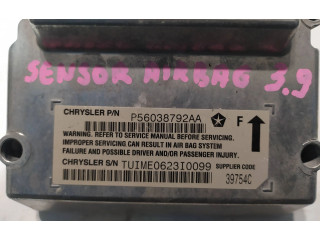 SENSOR AIRBAG 3.9
CHRYSLER P/N
P56038792AA
F
WARNING. REFER TO SERVICE MANUAL BEFORE SERVICING.
IMPROPER SERVICING CAN RESULT IN AIR BAG SYSTEM
FAILURE AND POSSIBLE DRIVER AND/OR PASSENGER INJURY.
CHRYSLER S/N TUIME0623I0099 SUPPLIER CODE
39754C